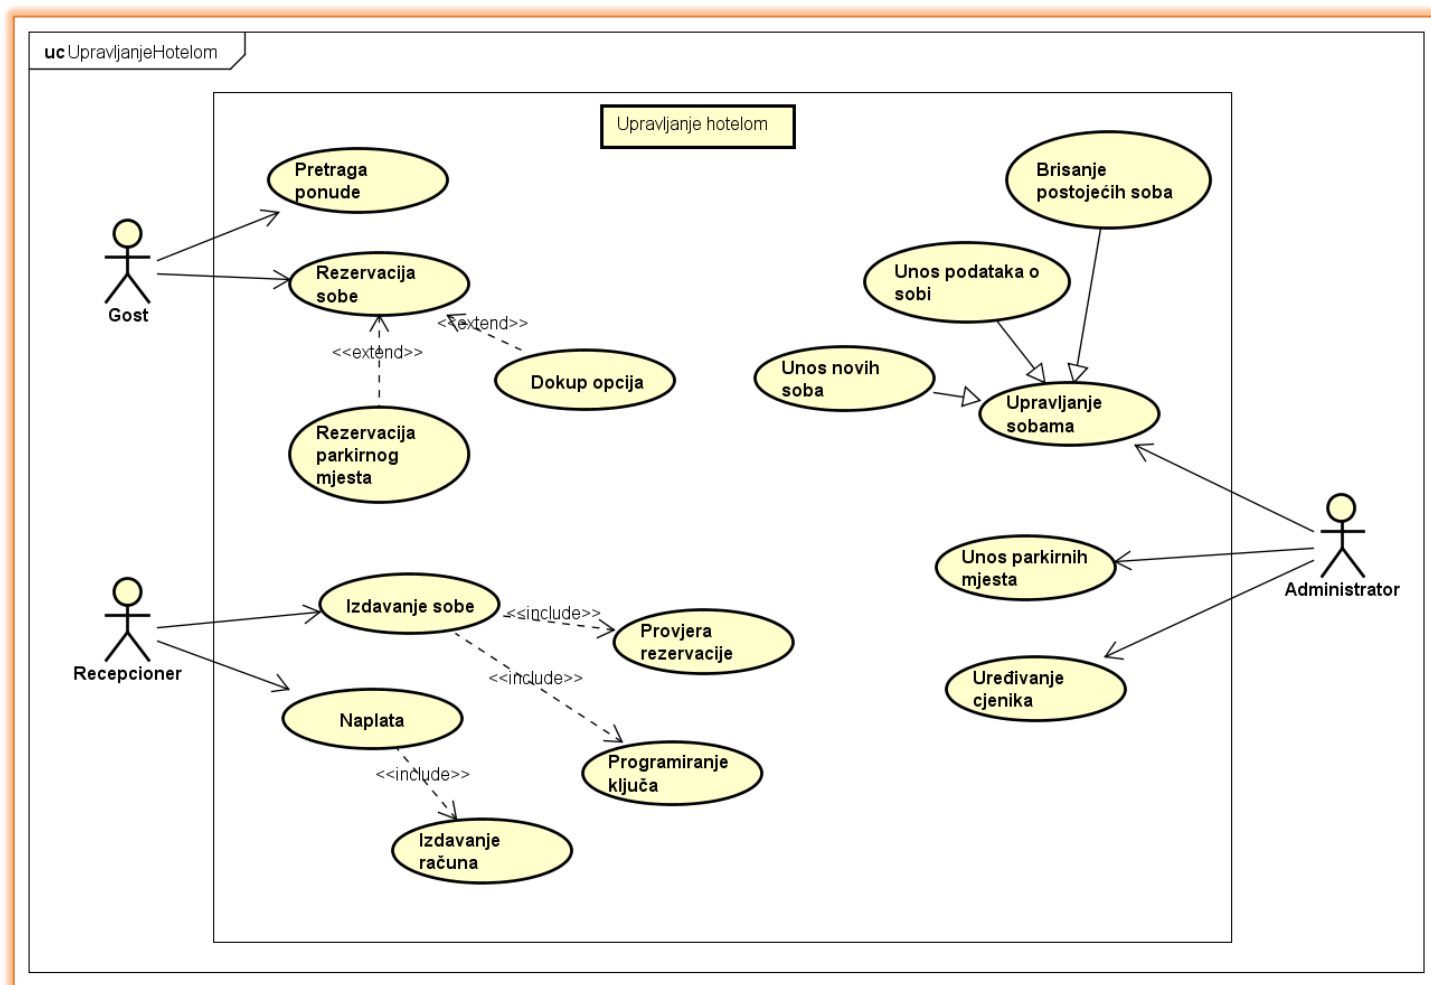 uc UpravljanjeHotelom
Upravljanje hotelom
Pretraga
ponude
Brisanje
postojećih soba
Gost
Rezervacija
sobe
Unos podataka o
sobi
<<extend>>
<<extend>>
Dokup opcija
Unos novih
soba
Upravljanje
sobama
Rezervacija
parkirnog
mjesta
Unos parkirnih
mjesta
Administrator
Recepcioner
Izdavanje sobe
<<include>>
Provjera
rezervacije
<<include>>
Uređivanje
cjenika
Naplata
<<include>>
Programiranje
ključa
Izdavanje
računa